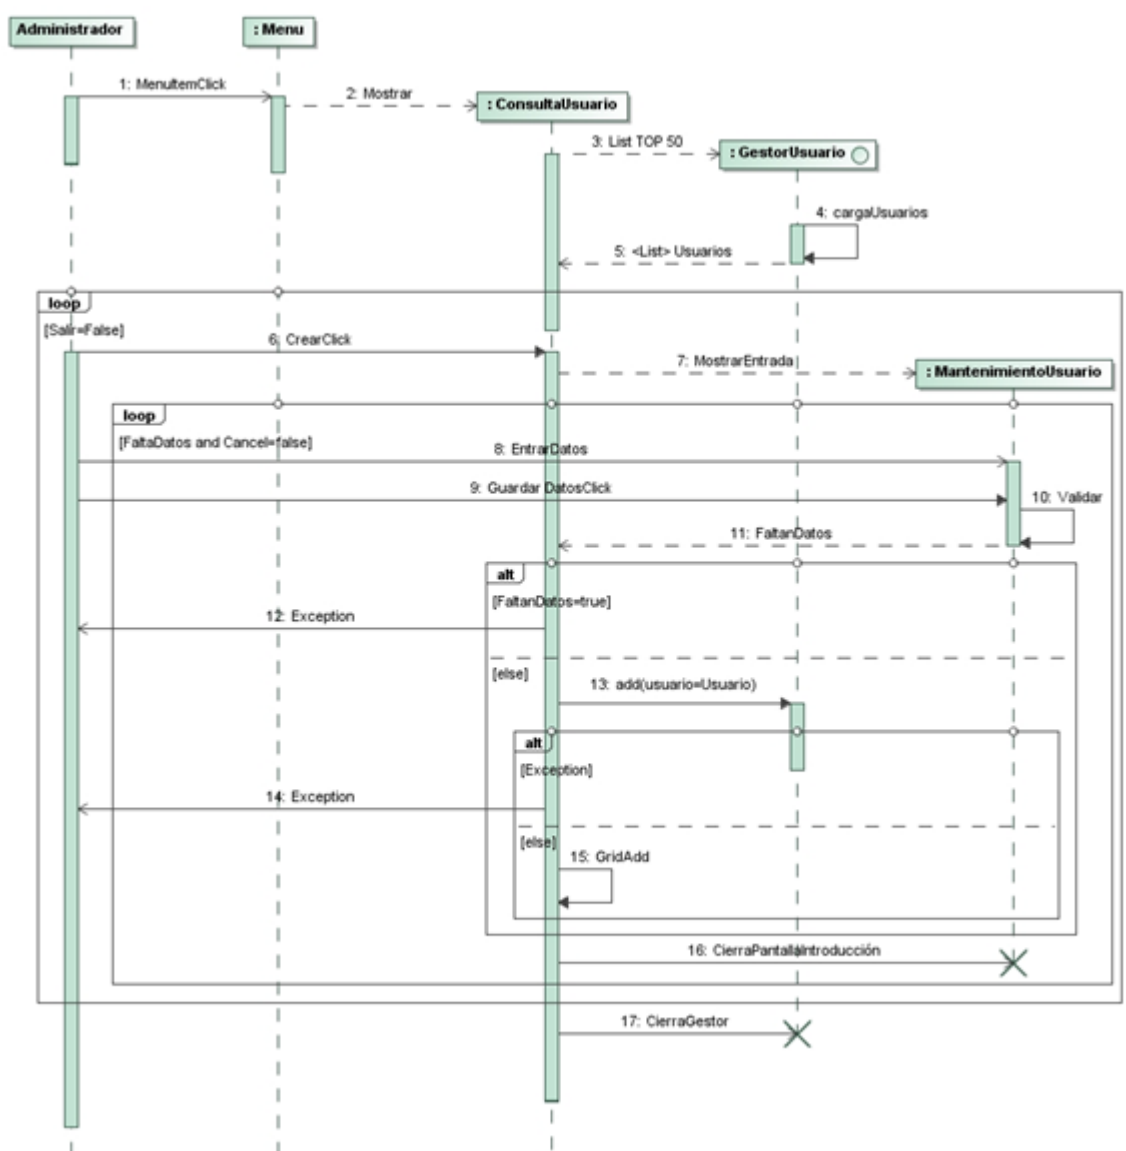 Administrador
: Menu
1: MenuItemClick
2: Mostrar
: ConsultaUsuario
3: List TOP 50
: GestorUsuario
4: cargaUsuarios
5: <List> Usuarios
loop
[Salir=False]
6: CrearClick
7: MostrarEntrada
: MantenimientoUsuario
loop
[FaltaDatos and Cancel=false]
8: EntrarDatos
9: Guardar DatosClick
10: Validar
11: FaltanDatos
alt
[FaltanDatos=true]
12: Exception
[else]
13: add(usuario=Usuario)
alt
[Exception]
14: Exception
[else]
15: GridAdd
16: CierraPantallaIntroducción
17: CierraGestor